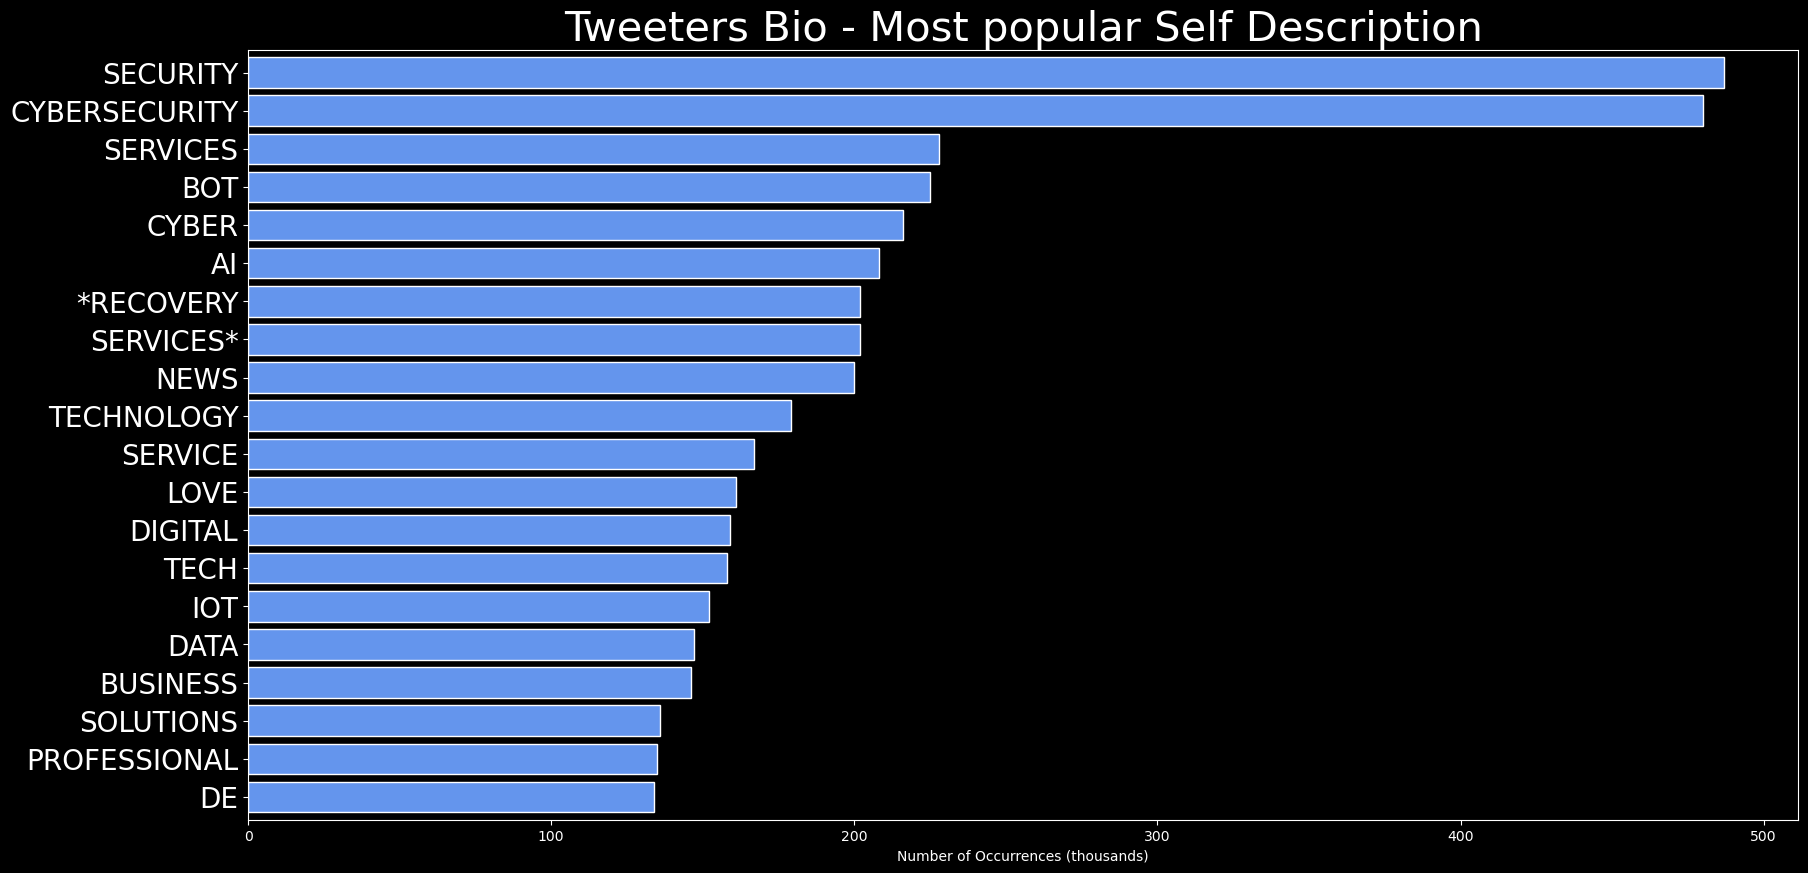 Tweeters Bio - Most popular Self Description
SECURITY
CYBERSECURITY
SERVICES
BOT
CYBER
AI
*RECOVERY
SERVICES*
NEWS
TECHNOLOGY
SERVICE
LOVE
DIGITAL
TECH
IOT
DATA
BUSINESS
SOLUTIONS
PROFESSIONAL
DE
0 100 200 300 400 500
Number of Occurrences (thousands)